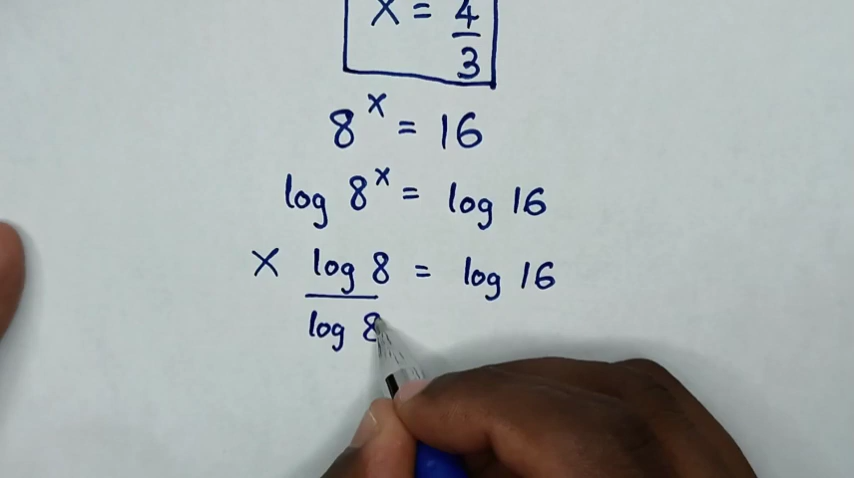 x = 4/3
8^x = 16
log 8^x = log 16
x log 8 = log 16
log 8